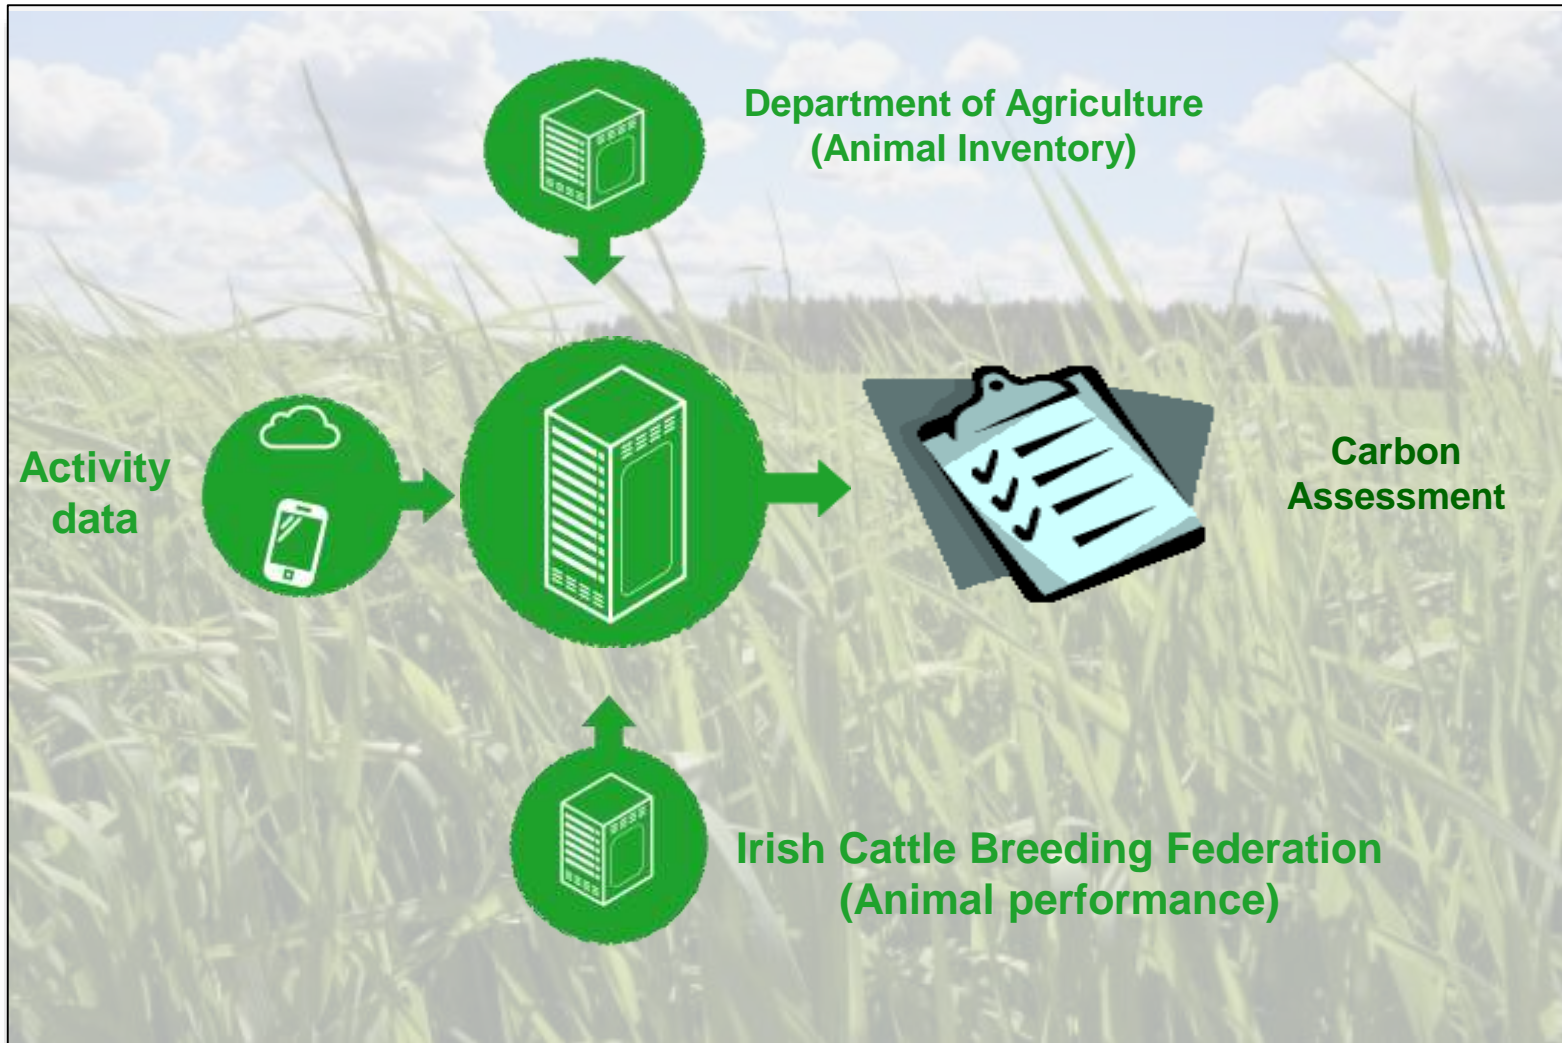 Department of Agriculture
(Animal Inventory)
Activity
data
Carbon
Assessment
Irish Cattle Breeding Federation
(Animal performance)